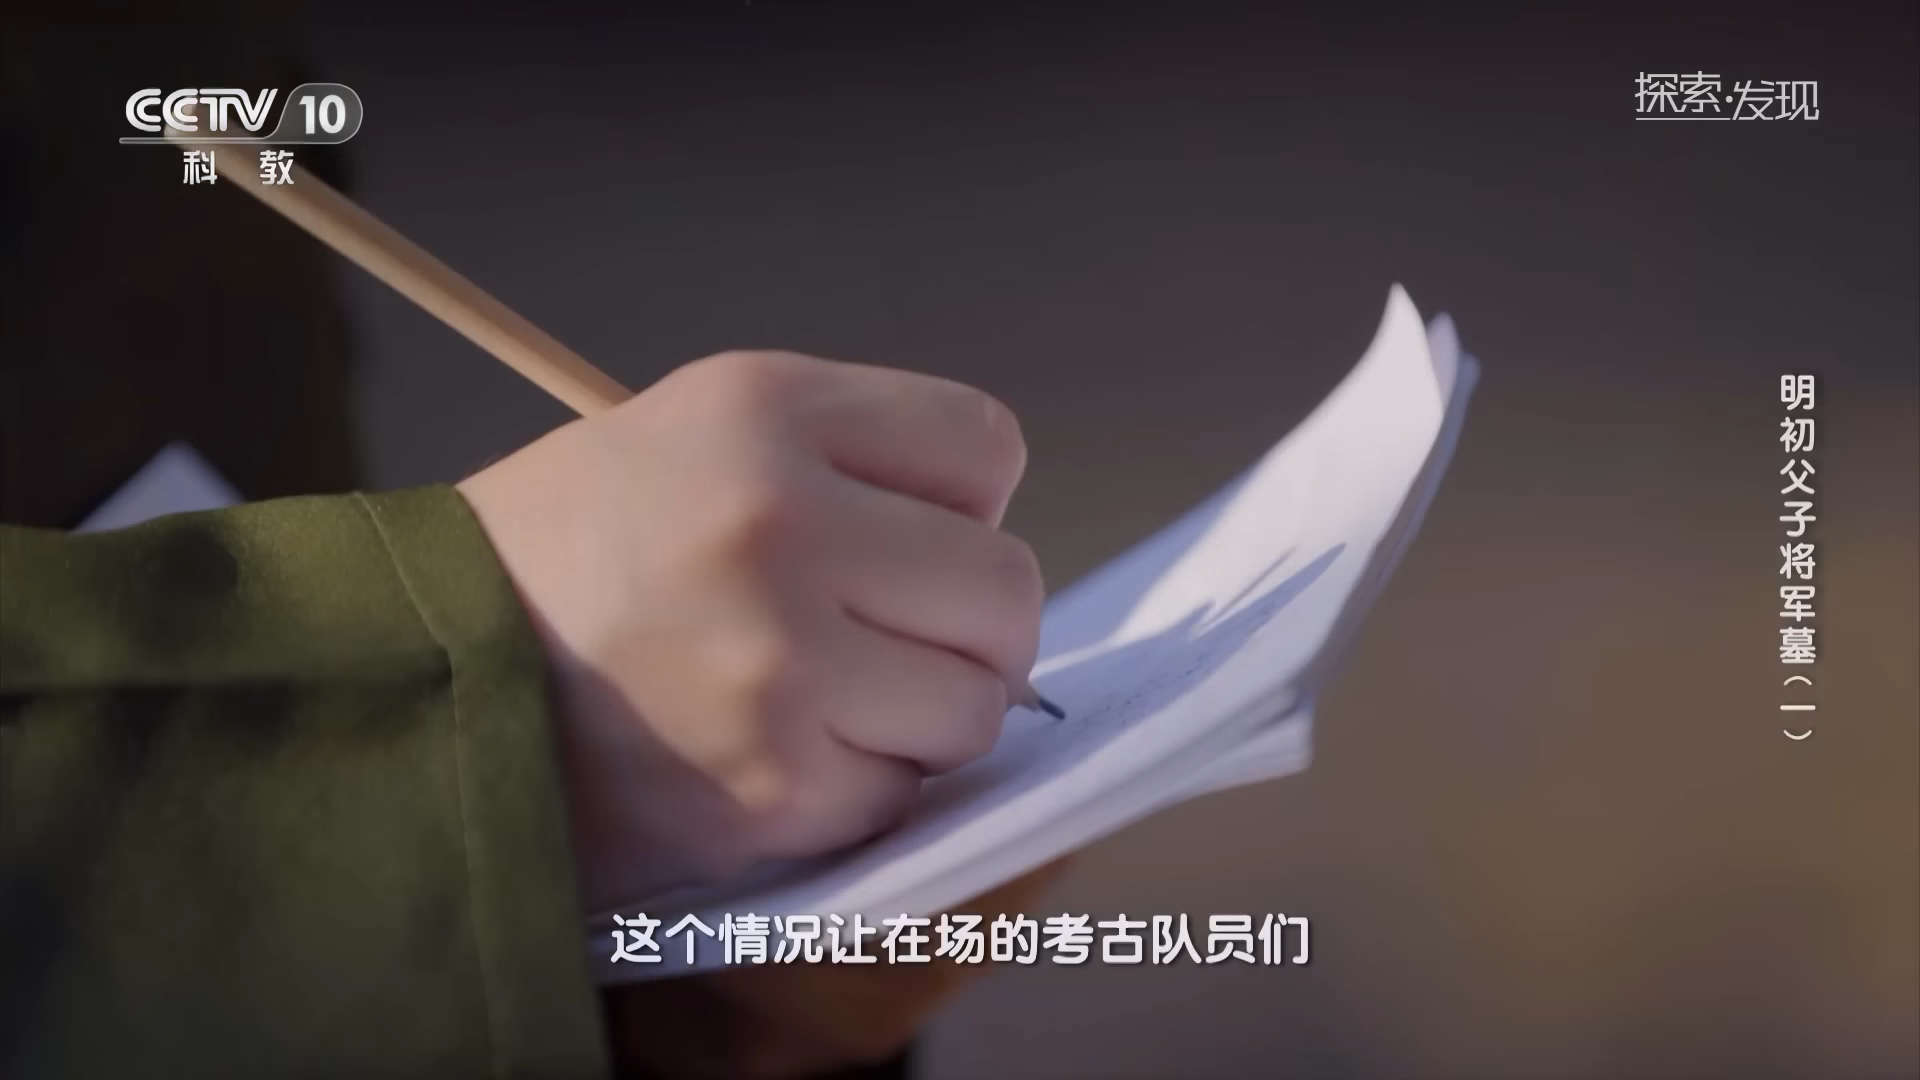 CCTV 10
科教
探索·发现
明初父子将军墓（一）
这个情况让在场的考古队员们